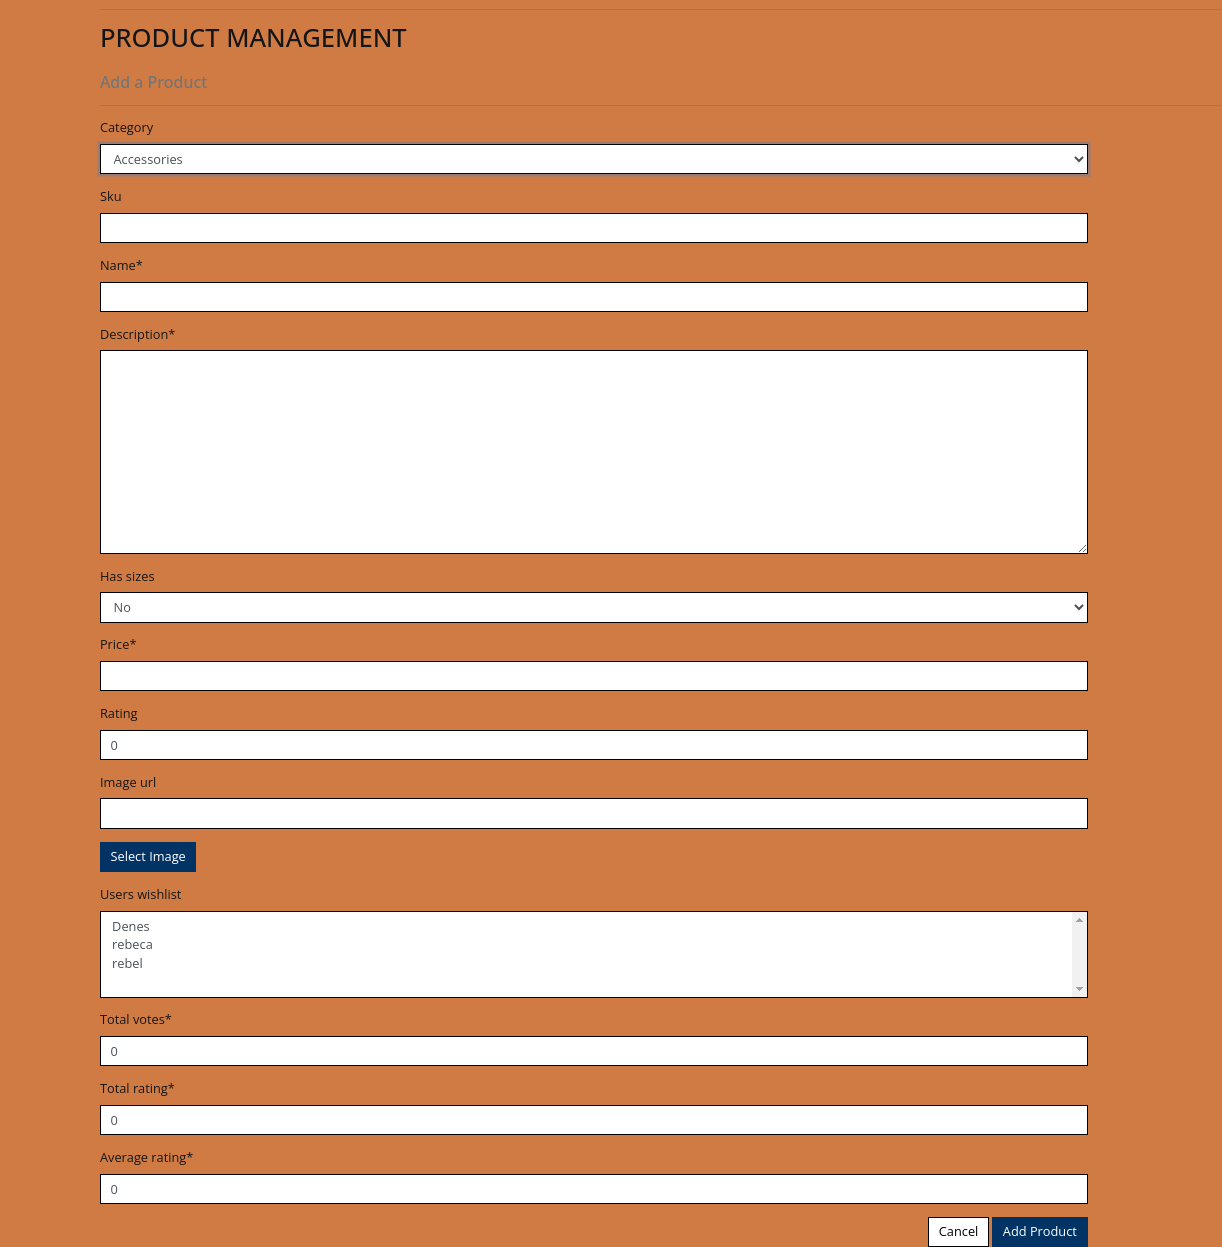 PRODUCT MANAGEMENT
Add a Product
Category
Accessories
Sku
Name*
Description*
Has sizes
No
Price*
Rating
0
Image url
Select Image
Users wishlist
Denes
rebeca
rebel
Total votes*
0
Total rating*
0
Average rating*
0
Cancel Add Product